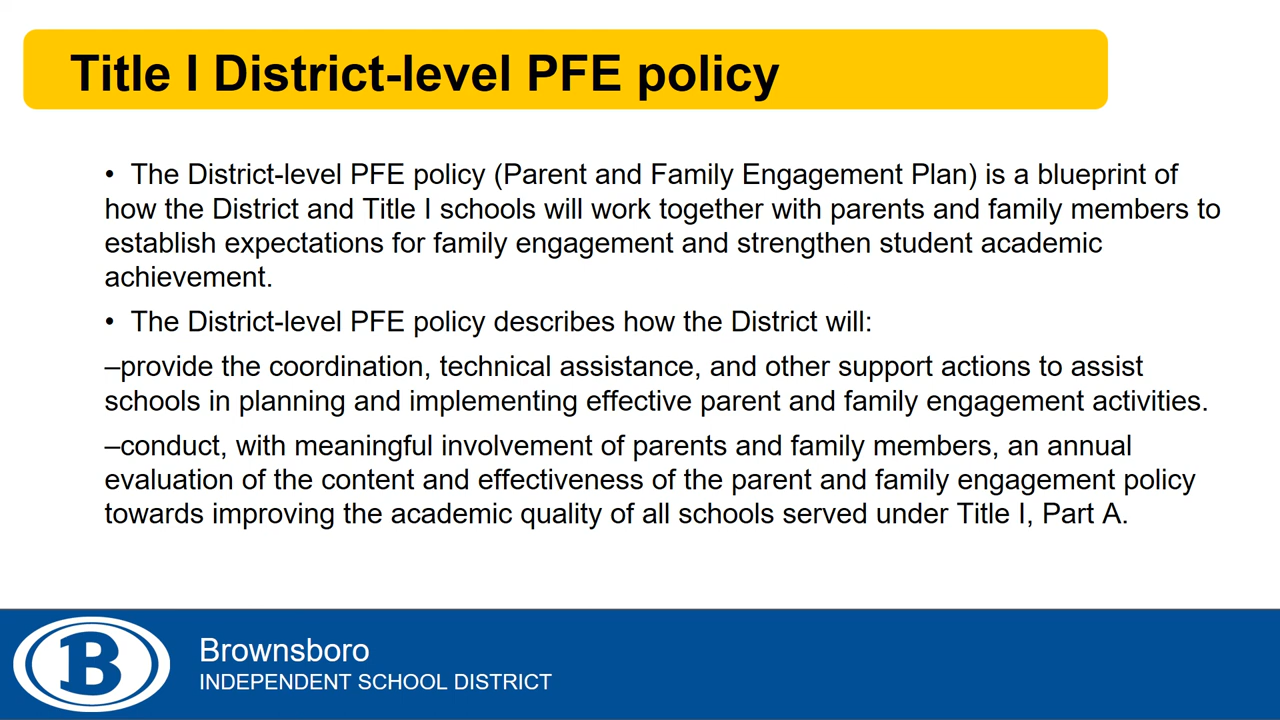 Title I District-level PFE policy
• The District-level PFE policy (Parent and Family Engagement Plan) is a blueprint of
how the District and Title I schools will work together with parents and family members to
establish expectations for family engagement and strengthen student academic
achievement.
• The District-level PFE policy describes how the District will:
–provide the coordination, technical assistance, and other support actions to assist
schools in planning and implementing effective parent and family engagement activities.
–conduct, with meaningful involvement of parents and family members, an annual
evaluation of the content and effectiveness of the parent and family engagement policy
towards improving the academic quality of all schools served under Title I, Part A.
B
Brownsboro
INDEPENDENT SCHOOL DISTRICT